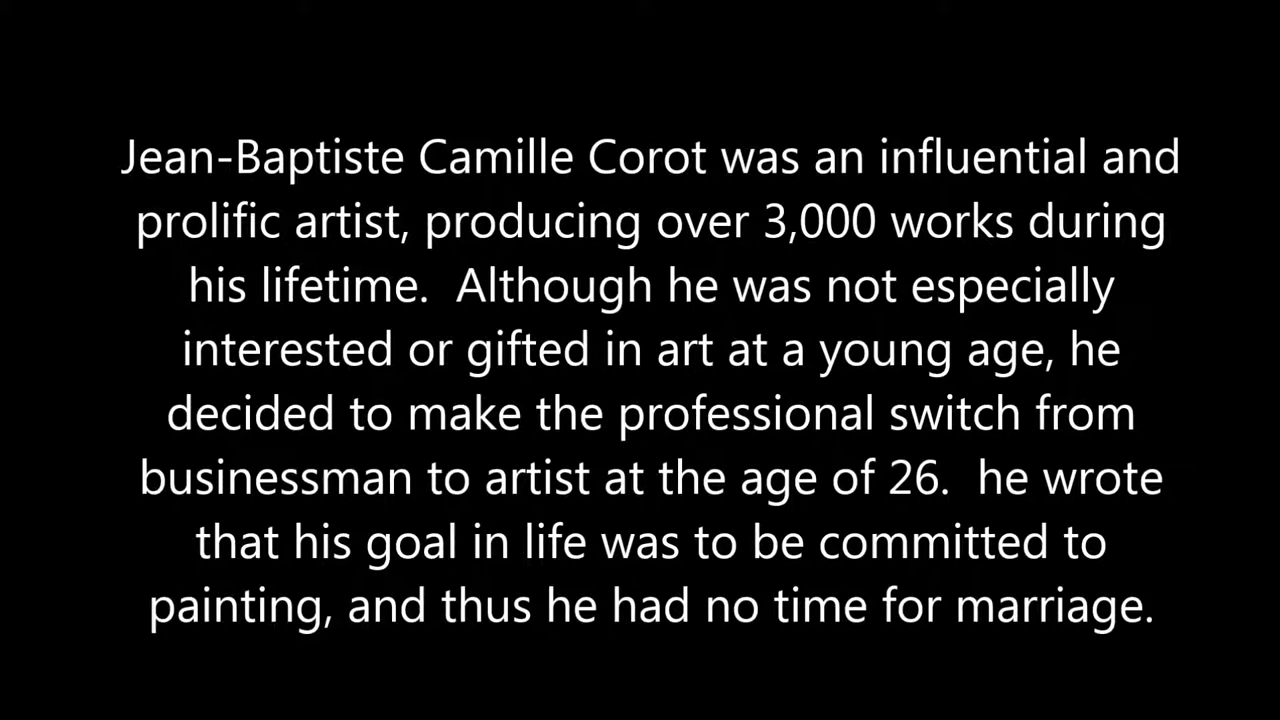 Jean-Baptiste Camille Corot was an influential and
prolific artist, producing over 3,000 works during
his lifetime.  Although he was not especially
interested or gifted in art at a young age, he
decided to make the professional switch from
businessman to artist at the age of 26.  he wrote
that his goal in life was to be committed to
painting, and thus he had no time for marriage.